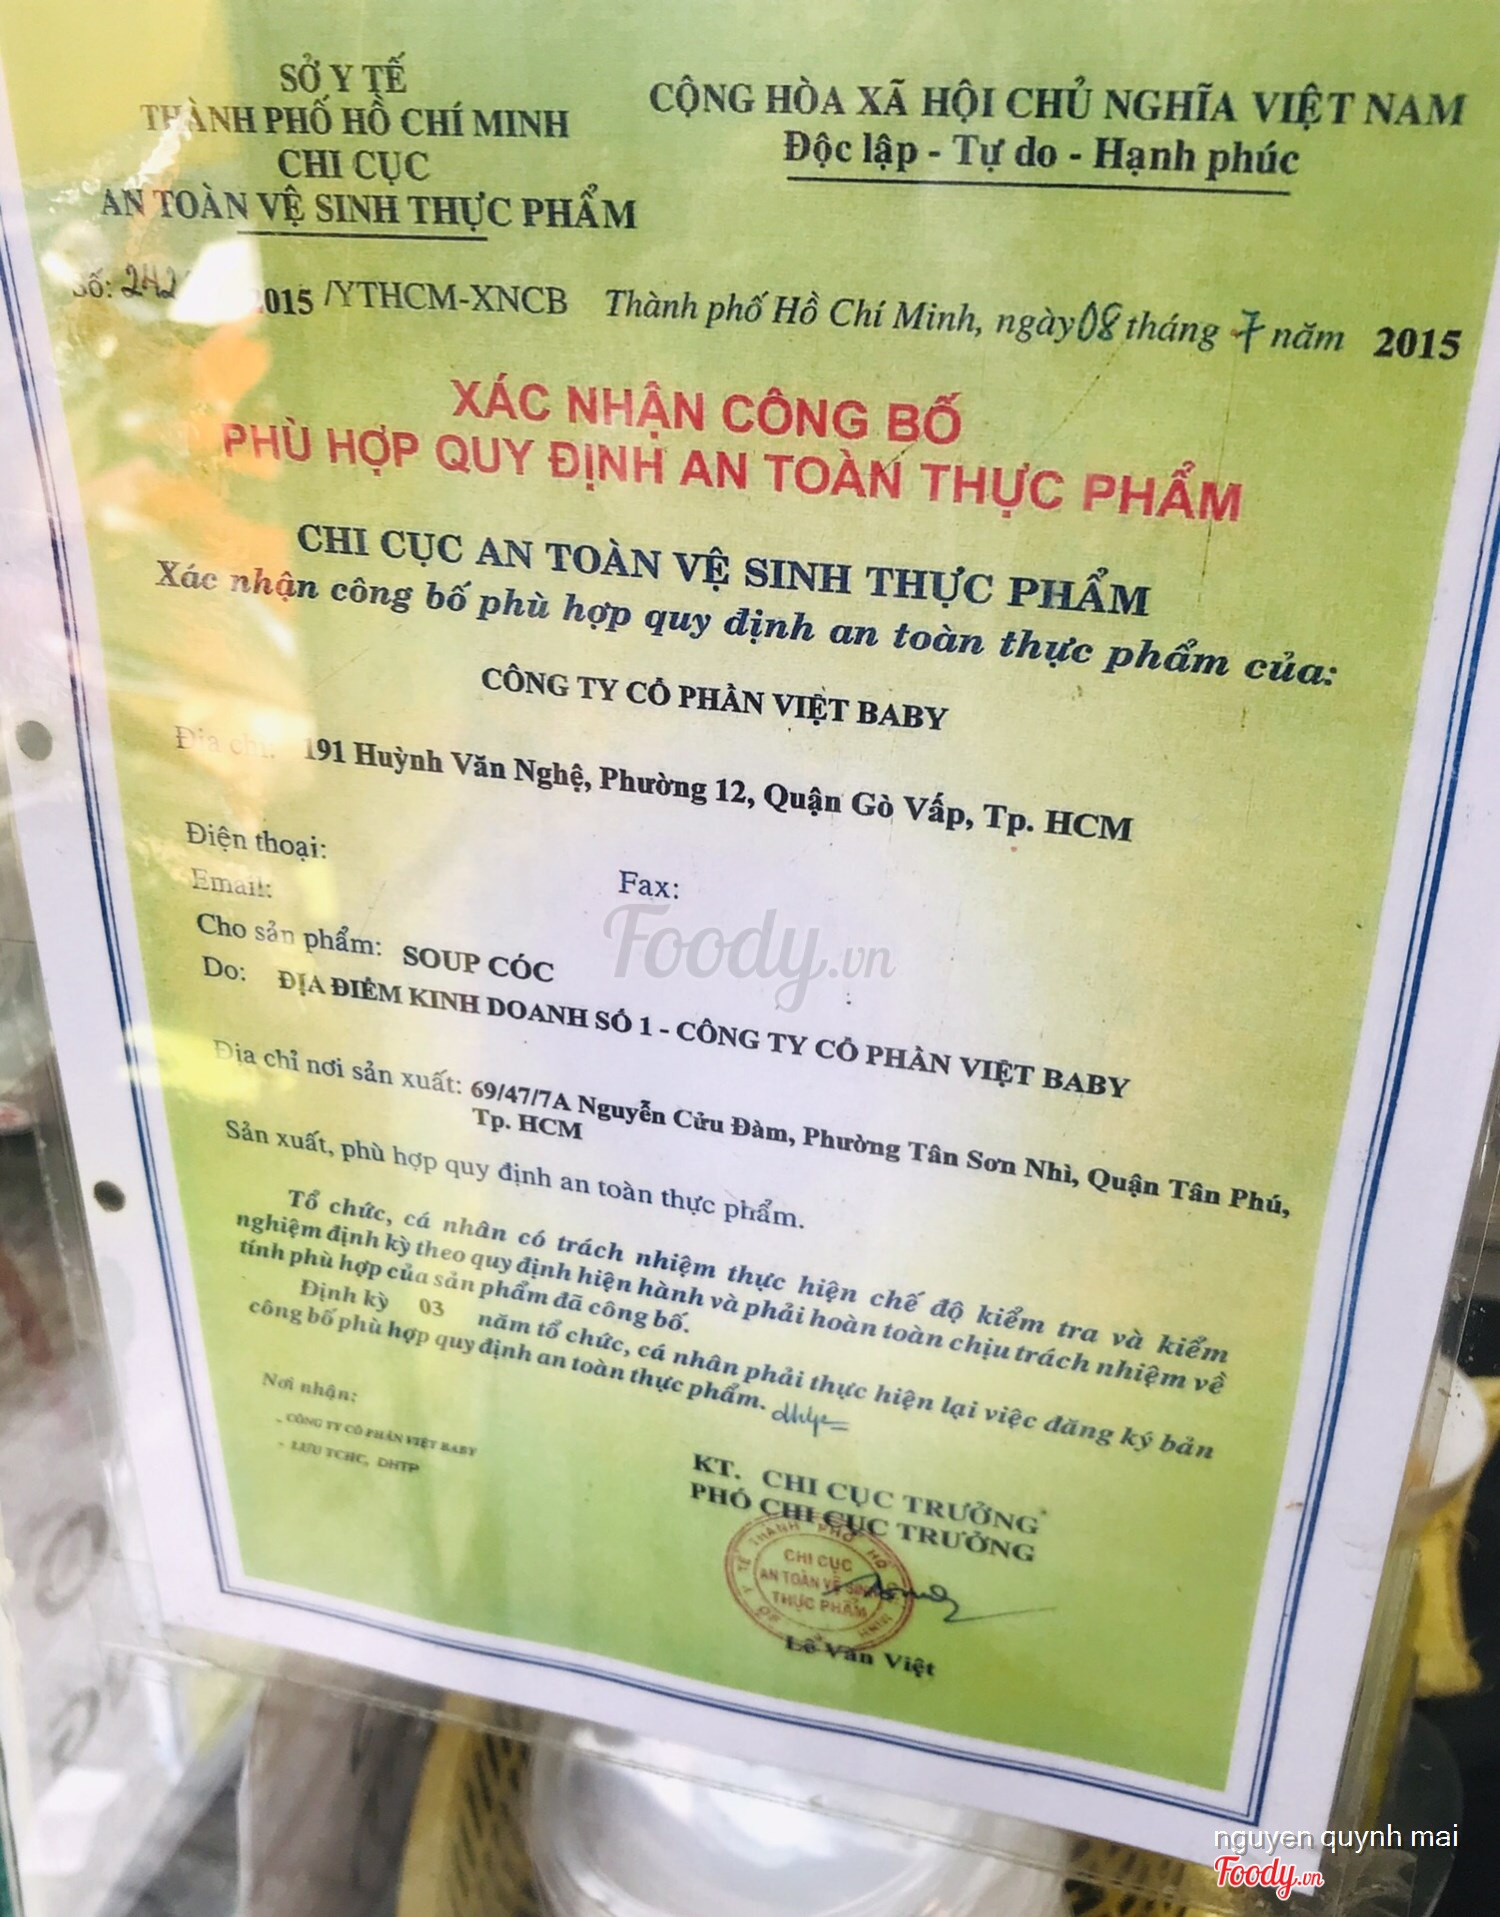 SỞ Y TẾ
THÀNH PHỐ HỒ CHÍ MINH
CHI CỤC
AN TOÀN VỆ SINH THỰC PHẨM
CỘNG HÒA XÃ HỘI CHỦ NGHĨA VIỆT NAM
Độc lập - Tự do - Hạnh phúc
Số: 2015 /YTHCM-XNCB
Thành phố Hồ Chí Minh, ngày 08 tháng 7 năm 2015
XÁC NHẬN CÔNG BỐ
PHÙ HỢP QUY ĐỊNH AN TOÀN THỰC PHẨM
CHI CỤC AN TOÀN VỆ SINH THỰC PHẨM
Xác nhận công bố phù hợp quy định an toàn thực phẩm của:
CÔNG TY CỔ PHẦN VIỆT BABY
Địa chỉ: 191 Huỳnh Văn Nghệ, Phường 12, Quận Gò Vấp, Tp. HCM
Điện thoại:
Email: Fax:
Cho sản phẩm: SOUP CÓC
Do: ĐỊA ĐIỂM KINH DOANH SỐ 1 - CÔNG TY CỔ PHẦN VIỆT BABY
Địa chỉ nơi sản xuất: 69/47/7A Nguyễn Cửu Đàm, Phường Tân Sơn Nhì, Quận Tân Phú,
Tp. HCM
Sản xuất, phù hợp quy định an toàn thực phẩm.
Tổ chức, cá nhân có trách nhiệm thực hiện chế độ kiểm tra và kiểm
nghiệm định kỳ theo quy định hiện hành và phải hoàn toàn chịu trách nhiệm về
tính phù hợp của sản phẩm đã công bố.
Định kỳ 03 năm tổ chức, cá nhân phải thực hiện lại việc đăng ký bản
công bố phù hợp quy định an toàn thực phẩm.
Nơi nhận:
- CÔNG TY CỔ PHẦN VIỆT BABY
- LƯU TCHC, DHTP
KT. CHI CỤC TRƯỞNG
PHÓ CHI CỤC TRƯỞNG
CHI CỤC
AN TOÀN VỆ SINH
THỰC PHẨM
Lê Văn Việt
Foody.vn
nguyen quynh mai
Foody.vn